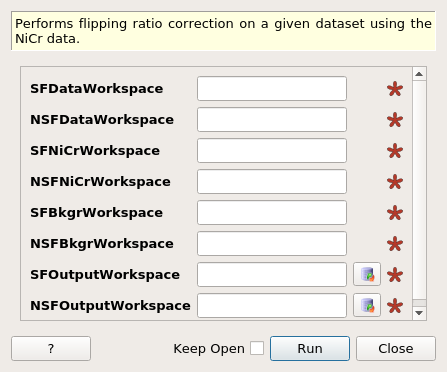 Performs flipping ratio correction on a given dataset using the
NiCr data.
SFDataWorkspace
NSFDataWorkspace
SFNiCrWorkspace
NSFNiCrWorkspace
SFBkgrWorkspace
NSFBkgrWorkspace
SFOutputWorkspace
NSFOutputWorkspace
? Keep Open Run Close